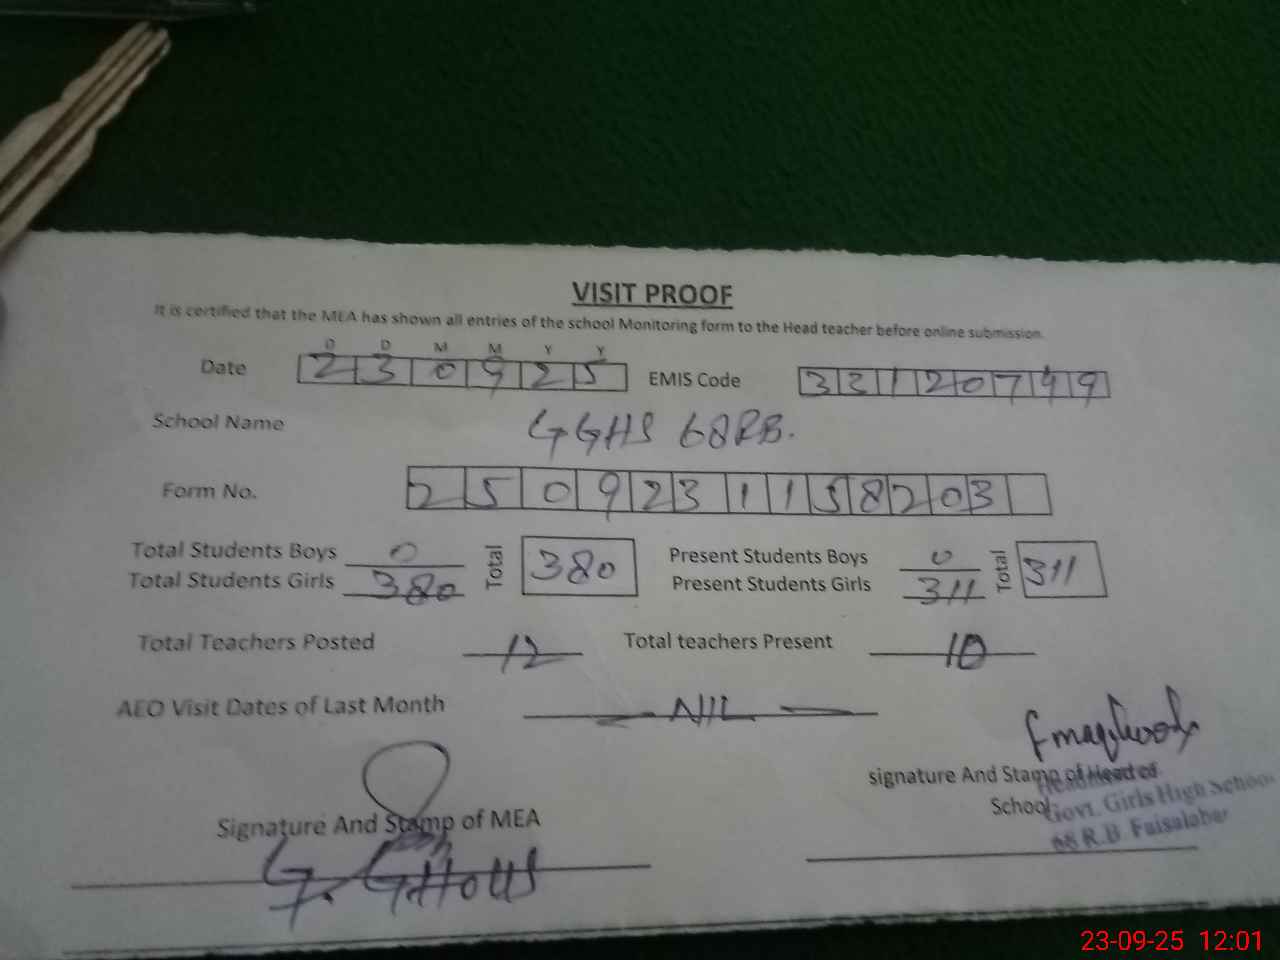 VISIT PROOF
It is certified that the MEA has shown all entries of the school Monitoring form to the Head teacher before online submission.
D D M M Y Y
Date 2 3 0 9 2 5 EMIS Code 3 3 1 2 0 7 4 9
School Name GGHS 68RB.
Form No. 2 5 0 9 2 3 1 1 5 8 2 0 3
Total Students Boys 0 Total 380 Present Students Boys 0 Total 311
Total Students Girls 380 Present Students Girls 311
Total Teachers Posted 12 Total teachers Present 10
AEO Visit Dates of Last Month NIL
signature And Stamp of Head of
School
Govt. Girls High School
68 R.B. Faisalabar
Signature And Stamp of MEA
23-09-25 12:01